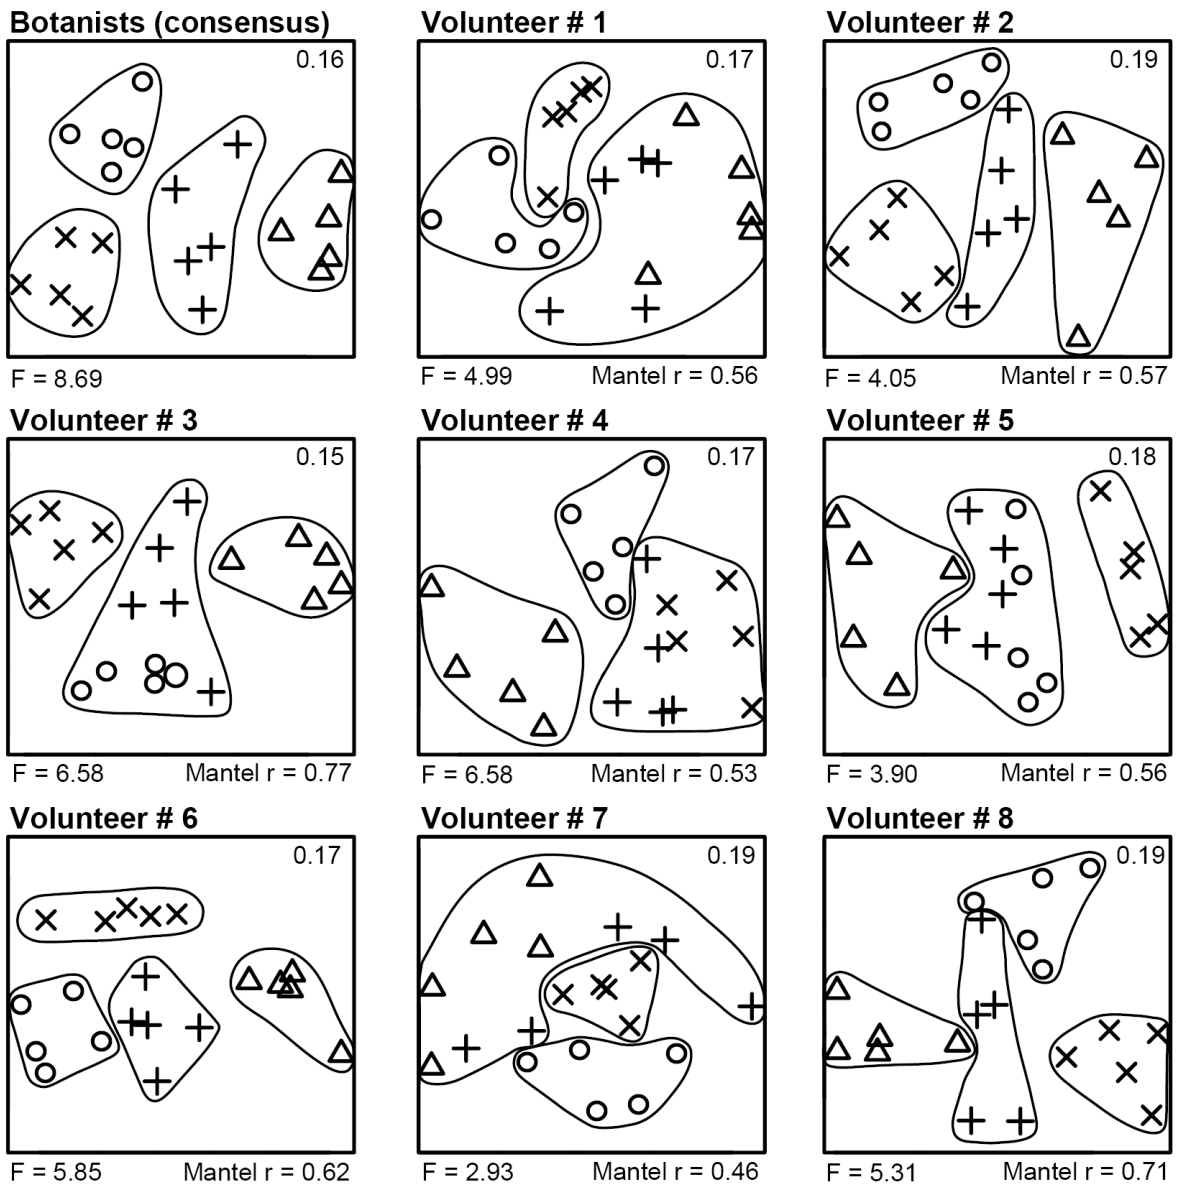 Botanists (consensus)
0.16
F = 8.69
Volunteer # 1
0.17
F = 4.99 Mantel r = 0.56
Volunteer # 2
0.19
F = 4.05 Mantel r = 0.57
Volunteer # 3
0.15
F = 6.58 Mantel r = 0.77
Volunteer # 4
0.17
F = 6.58 Mantel r = 0.53
Volunteer # 5
0.18
F = 3.90 Mantel r = 0.56
Volunteer # 6
0.17
F = 5.85 Mantel r = 0.62
Volunteer # 7
0.19
F = 2.93 Mantel r = 0.46
Volunteer # 8
0.19
F = 5.31 Mantel r = 0.71